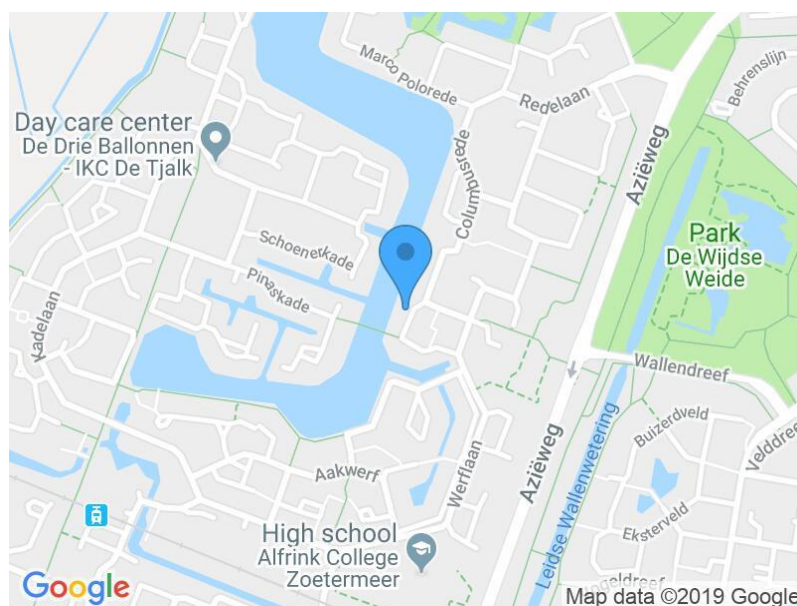 Marco Polorede
Redelaan
Behrenslijn
Day care center
De Drie Ballonnen
- IKC De Tjalk
Columbusrede
Aziëweg
Schoenerkade
Park
De Wijdse
Weide
Pinaskade
Kadelaan
Wallendreef
Buizerdveld
Velddreef
Aakwerf
Werflaan
Aziëweg
Leidse Wallenwetering
Eksterveld
High school
Alfrink College
Zoetermeer
Google
Map data ©2019 Google